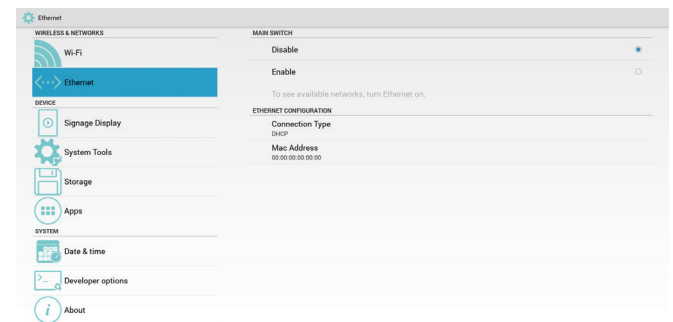 Ethernet
WIRELESS & NETWORKS
Wi-Fi
Ethernet
DEVICE
Signage Display
System Tools
Storage
Apps
SYSTEM
Date & time
Developer options
About
MAIN SWITCH
Disable
Enable
To see available networks, turn Ethernet on.
ETHERNET CONFIGURATION
Connection Type
DHCP
Mac Address
00:00:00:00:00:00